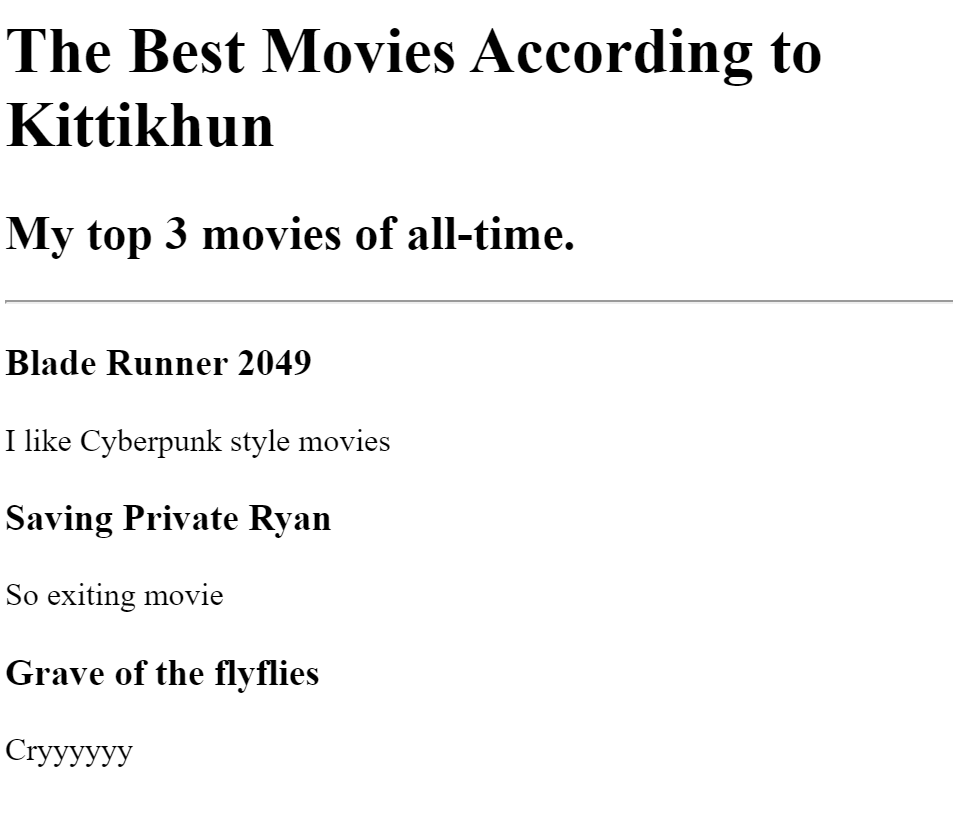 The Best Movies According to
Kittikhun
My top 3 movies of all-time.
Blade Runner 2049
I like Cyberpunk style movies
Saving Private Ryan
So exiting movie
Grave of the flyflies
Cryyyyyy